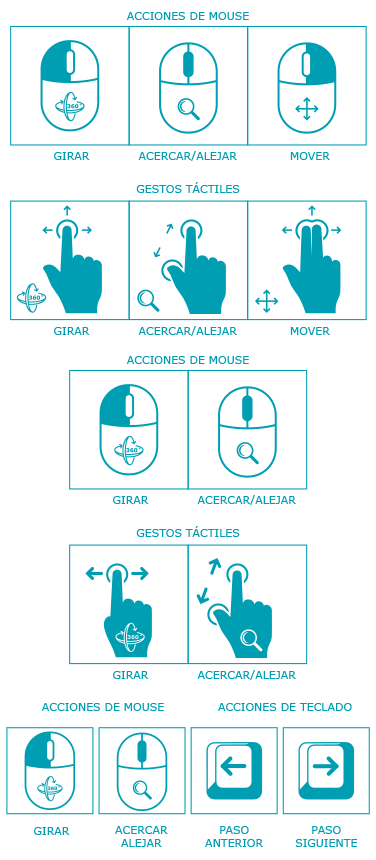 ACCIONES DE MOUSE
360
GIRAR ACERCAR/ALEJAR MOVER
GESTOS TÁCTILES
360
GIRAR ACERCAR/ALEJAR MOVER
ACCIONES DE MOUSE
360
GIRAR ACERCAR/ALEJAR
GESTOS TÁCTILES
360
GIRAR ACERCAR/ALEJAR
ACCIONES DE MOUSE ACCIONES DE TECLADO
360
GIRAR ACERCAR PASO PASO
ALEJAR ANTERIOR SIGUIENTE